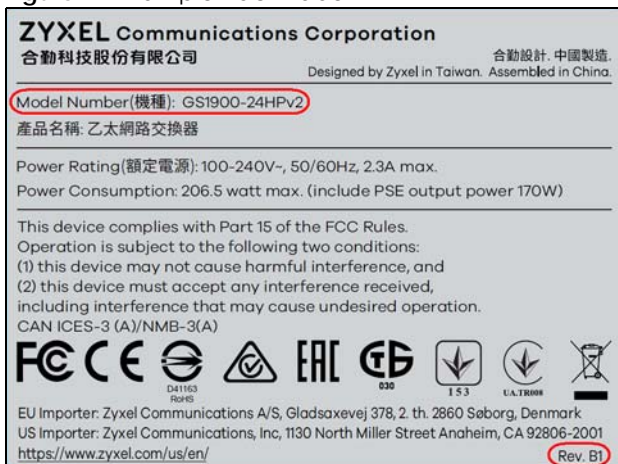 ZYXEL Communications Corporation
合勤科技股份有限公司
合勤設計. 中國製造.
Designed by Zyxel in Taiwan. Assembled in China.
Model Number(機種): GS1900-24HPv2
產品名稱: 乙太網路交換器
Power Rating(額定電源): 100-240V~, 50/60Hz, 2.3A max.
Power Consumption: 206.5 watt max. (include PSE output power 170W)
This device complies with Part 15 of the FCC Rules.
Operation is subject to the following two conditions:
(1) this device may not cause harmful interference, and
(2) this device must accept any interference received,
including interference that may cause undesired operation.
CAN ICES-3 (A)/NMB-3(A)
FC CE EAC
D41163
RoHS
030
153
UA.TR008
EU Importer: Zyxel Communications A/S, Gladsaxevej 378, 2. th. 2860 Søborg, Denmark
US Importer: Zyxel Communications, Inc, 1130 North Miller Street Anaheim, CA 92806-2001
https://www.zyxel.com/us/en/
Rev. B1